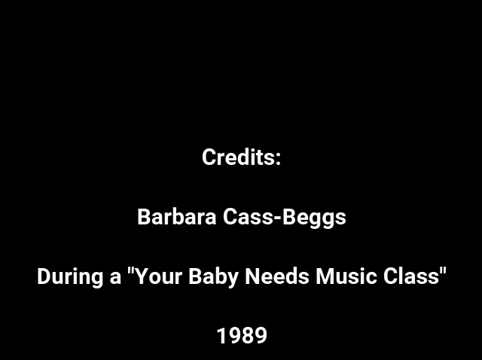 Credits:
Barbara Cass-Beggs
During a "Your Baby Needs Music Class"
1989